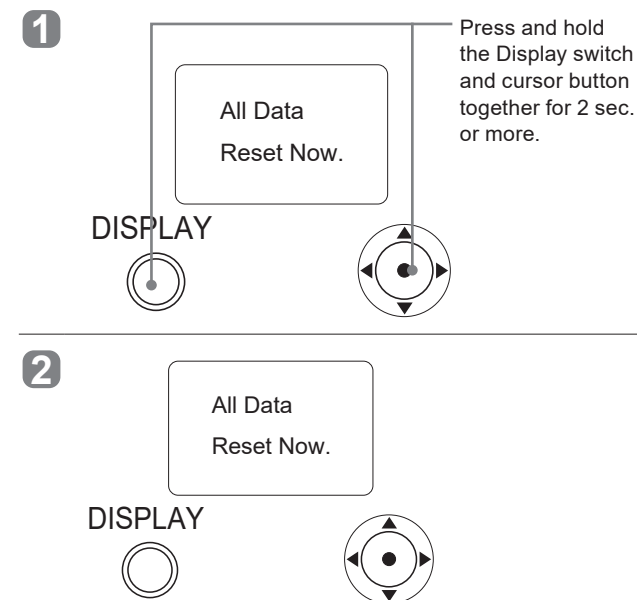 1
Press and hold
the Display switch
and cursor button
together for 2 sec.
or more.
All Data
Reset Now.
DISPLAY
2
All Data
Reset Now.
DISPLAY